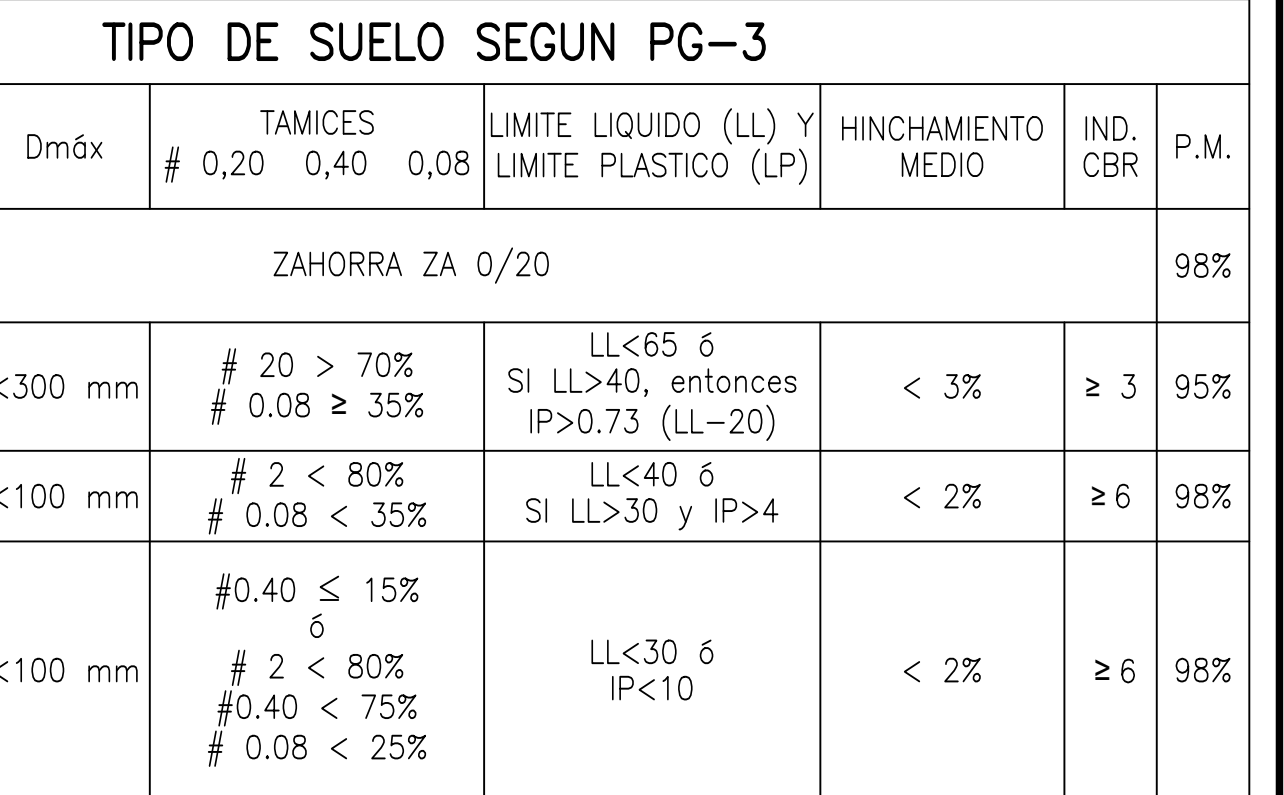 TIPO DE SUELO SEGUN PG-3
Dmáx
TAMICES
# 0,20 0,40 0,08
LIMITE LIQUIDO (LL) Y
LIMITE PLASTICO (LP)
HINCHAMIENTO
MEDIO
IND.
CBR
P.M.
ZAHORRA ZA 0/20
98%
<300 mm
# 20 > 70%
# 0.08 ≥ 35%
LL<65 ó
SI LL>40, entonces
IP>0.73 (LL-20)
< 3%
≥ 3
95%
<100 mm
# 2 < 80%
# 0.08 < 35%
LL<40 ó
SI LL>30 y IP>4
< 2%
≥6
98%
<100 mm
#0.40 ≤ 15%
ó
# 2 < 80%
#0.40 < 75%
# 0.08 < 25%
LL<30 ó
IP<10
< 2%
≥6
98%